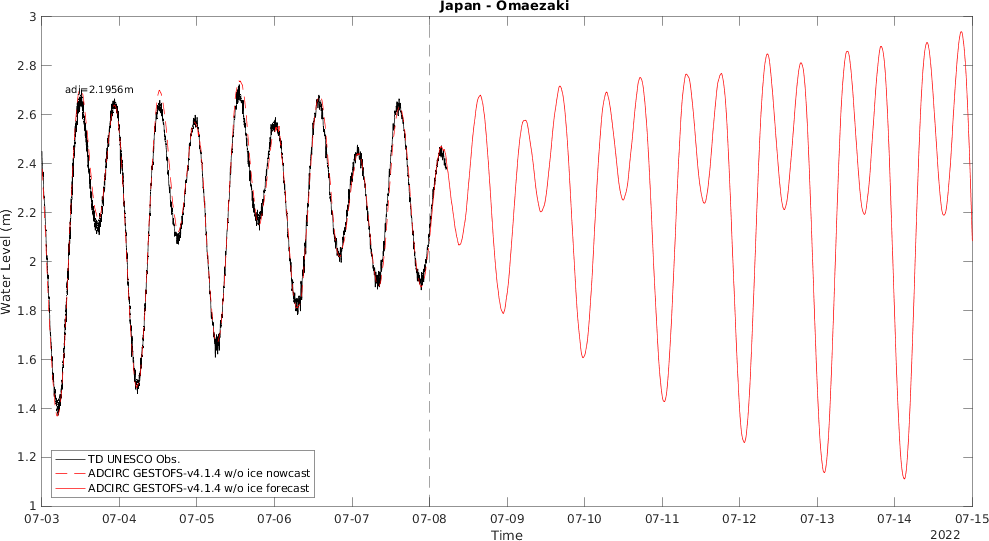 Japan - Omaezaki
3
2.8
2.6
2.4
2.2
2
1.8
1.6
1.4
1.2
1
Water Level (m)
adj=2.1956m
TD UNESCO Obs.
ADCIRC GESTOFS-v4.1.4 w/o ice nowcast
ADCIRC GESTOFS-v4.1.4 w/o ice forecast
07-03 07-04 07-05 07-06 07-07 07-08 07-09 07-10 07-11 07-12 07-13 07-14 07-15
Time
2022